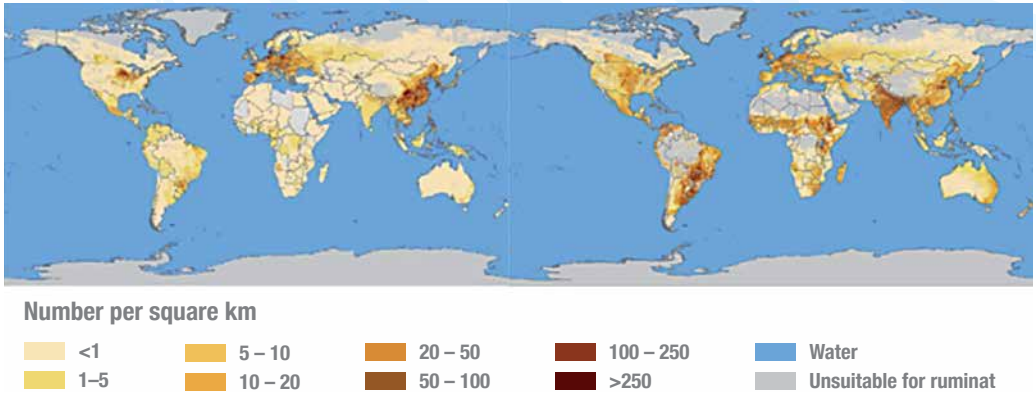 Number per square km
<1
5 – 10
20 – 50
100 – 250
Water
1–5
10 – 20
50 – 100
>250
Unsuitable for ruminat